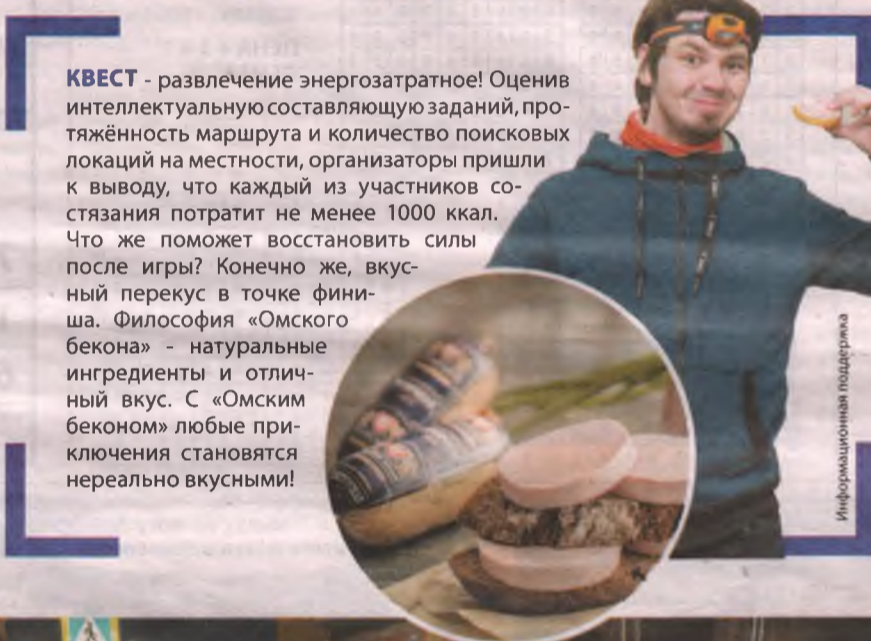 КВЕСТ - развлечение энергозатратное! Оценив
интеллектуальную составляющую заданий, про-
тяжённость маршрута и количество поисковых
локаций на местности, организаторы пришли
к выводу, что каждый из участников со-
стязания потратит не менее 1000 ккал.
Что же поможет восстановить силы
после игры? Конечно же, вкус-
ный перекус в точке фини-
ша. Философия «Омского
бекона» - натуральные
ингредиенты и отлич-
ный вкус. С «Омским
беконом» любые при-
ключения становятся
нереально вкусными!
Информационная поддержка